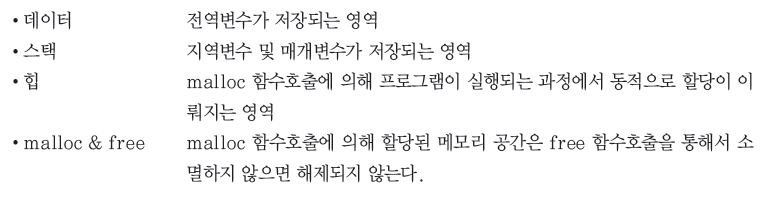 • 데이터 전역변수가 저장되는 영역
• 스택 지역변수 및 매개변수가 저장되는 영역
• 힙 malloc 함수호출에 의해 프로그램이 실행되는 과정에서 동적으로 할당이 이
뤄지는 영역
• malloc & free malloc 함수호출에 의해 할당된 메모리 공간은 free 함수호출을 통해서 소
멸하지 않으면 해제되지 않는다.